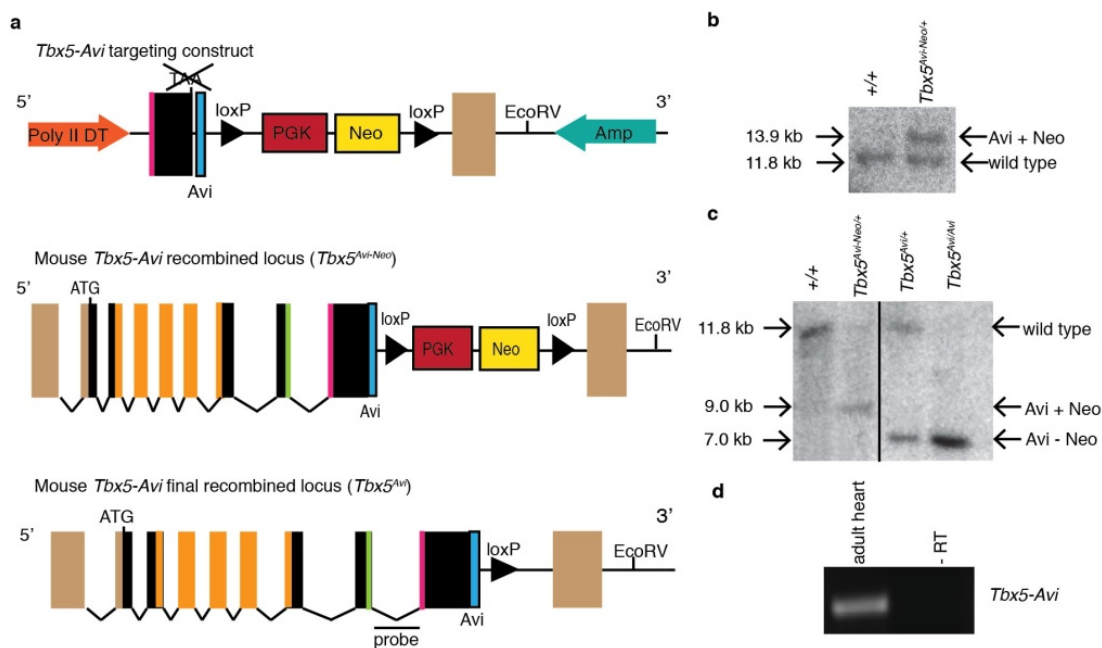 a
Tbx5-Avi targeting construct
TAA
5’ 3’
loxP loxP EcoRV
Poly II DT PGK Neo Amp
Avi
Mouse Tbx5-Avi recombined locus (Tbx5Avi-Neo)
5’ 3’
ATG
loxP loxP EcoRV
PGK Neo
Avi
Mouse Tbx5-Avi final recombined locus (Tbx5Avi)
5’ 3’
ATG
loxP EcoRV
Avi
probe
b
+/+ Tbx5Avi-Neo/+
13.9 kb Avi + Neo
11.8 kb wild type
c
+/+ Tbx5Avi-Neo/+ Tbx5Avi/+ Tbx5Avi/Avi
11.8 kb wild type
9.0 kb Avi + Neo
7.0 kb Avi - Neo
d
adult heart - RT
Tbx5-Avi